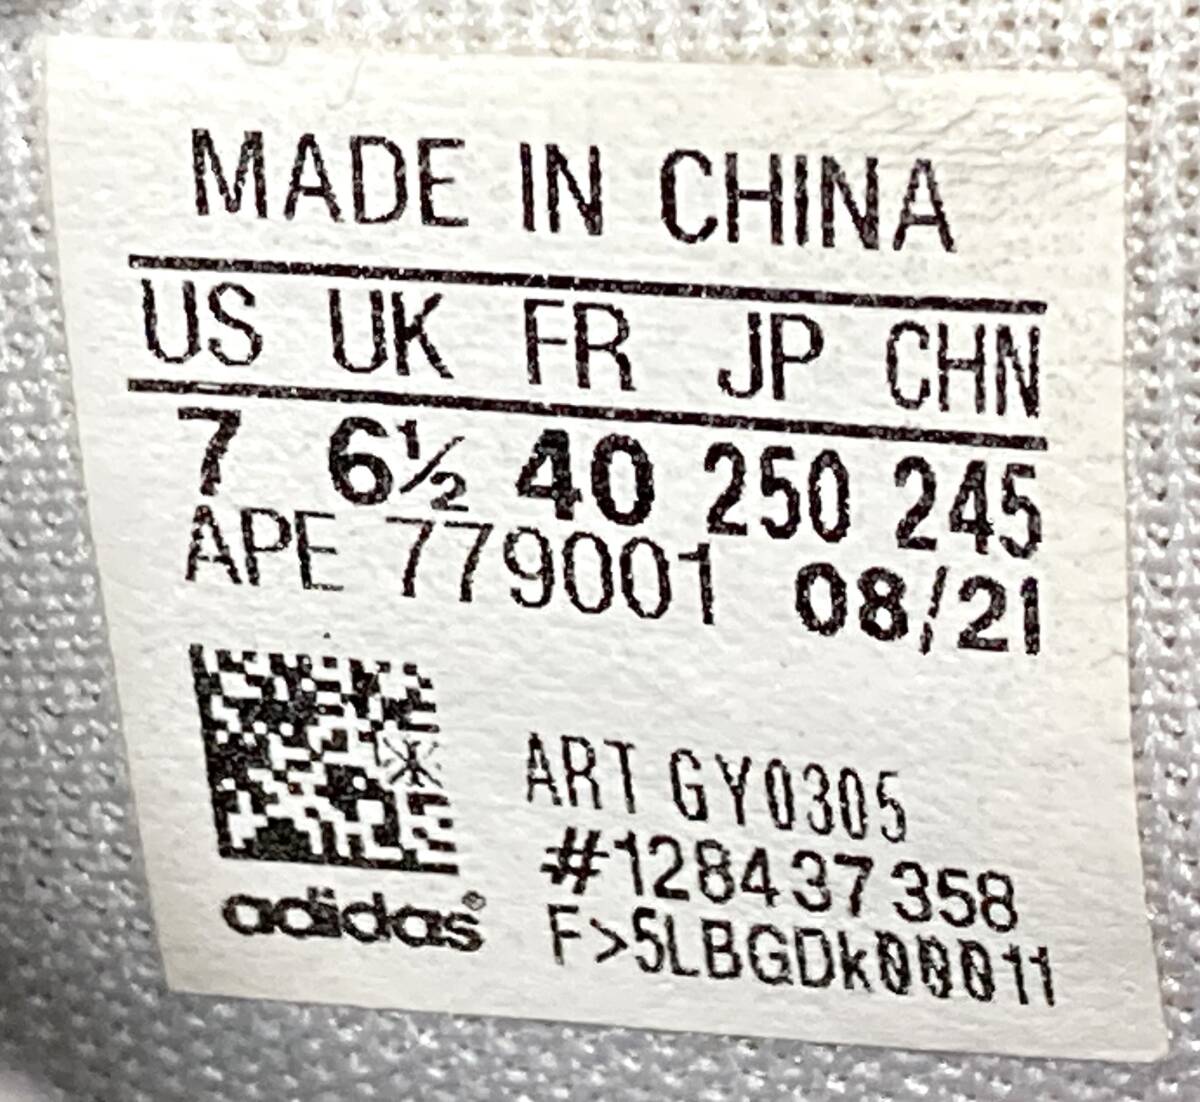 MADE IN CHINA
US UK FR JP CHN
7 6½ 40 250 245
APE 779001 08/21
ART GY0305
#128437358
F>5LBGDk00011
adidas®